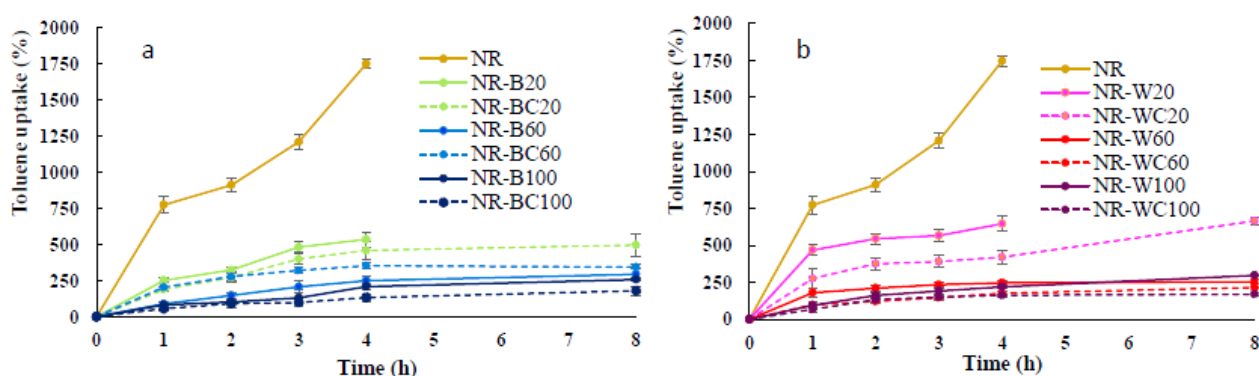 2000
1750
1500
1250
1000
750
500
250
0
Toluene uptake (%)
a
NR
NR-B20
NR-BC20
NR-B60
NR-BC60
NR-B100
NR-BC100
0 1 2 3 4 5 6 7 8
Time (h)
2000
1750
1500
1250
1000
750
500
250
0
Toluene uptake (%)
b
NR
NR-W20
NR-WC20
NR-W60
NR-WC60
NR-W100
NR-WC100
0 1 2 3 4 5 6 7 8
Time (h)